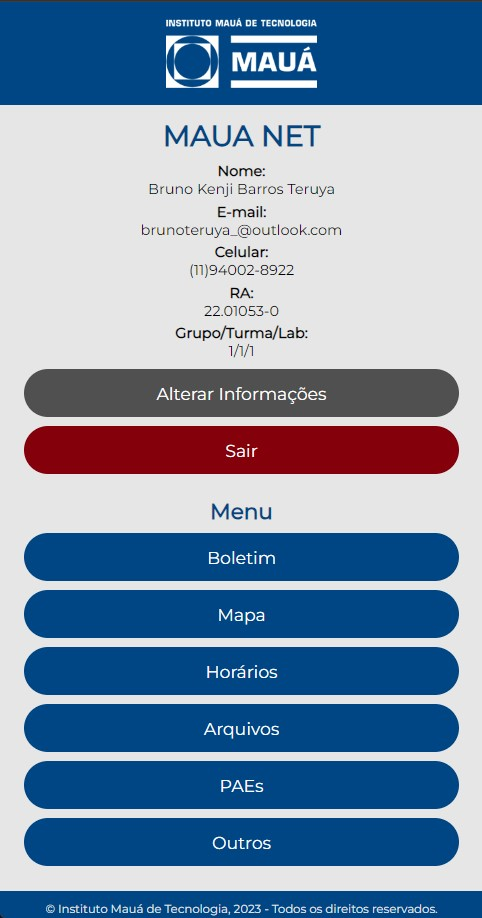 INSTITUTO MAUÁ DE TECNOLOGIA
MAUÁ
MAUA NET
Nome:
Bruno Kenji Barros Teruya
E-mail:
brunoteruya_@outlook.com
Celular:
(11)94002-8922
RA:
22.01053-0
Grupo/Turma/Lab:
1/1/1
Alterar Informações
Sair
Menu
Boletim
Mapa
Horários
Arquivos
PAEs
Outros
© Instituto Mauá de Tecnologia, 2023 - Todos os direitos reservados.